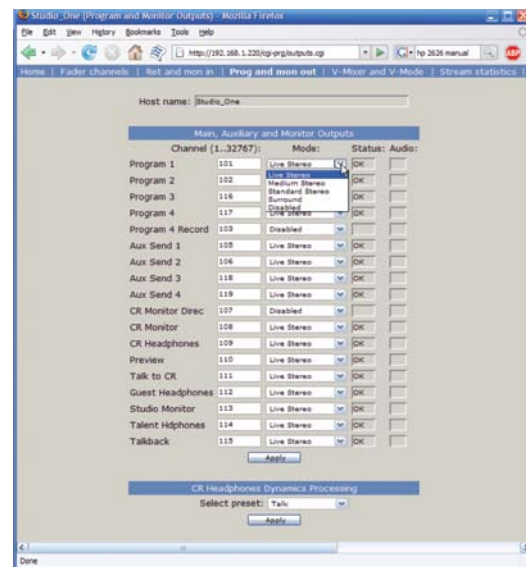 Studio_One (Program and Monitor Outputs) - Mozilla Firefox
File Edit View History Bookmarks Tools Help
http://192.168.1.220/cgi-prg/outputs.cgi hp 2626 manual ABP
Home | Fader channels | Ret and mon in | Prog and mon out | V-Mixer and V-Mode | Stream statistics |
Host name: Studio_One
Main, Auxiliary and Monitor Outputs
Channel (1..32767): Mode: Status: Audio:
Program 1 101 Live Stereo OK
Live Stereo
Medium Stereo
Standard Stereo
Surround
Disabled
Program 2 102 OK
Program 3 116 OK
Program 4 117 Live Stereo OK
Program 4 Record 103 Disabled
Aux Send 1 105 Live Stereo OK
Aux Send 2 106 Live Stereo OK
Aux Send 3 118 Live Stereo OK
Aux Send 4 119 Live Stereo OK
CR Monitor Direc 107 Disabled
CR Monitor 108 Live Stereo OK
CR Headphones 109 Live Stereo OK
Preview 110 Live Stereo OK
Talk to CR 111 Live Stereo OK
Guest Headphones 112 Live Stereo OK
Studio Monitor 113 Live Stereo OK
Talent Hdphones 114 Live Stereo OK
Talkback 115 Live Stereo OK
Apply
CR Headphones Dynamics Processing
Select preset: Talk
Apply
Done